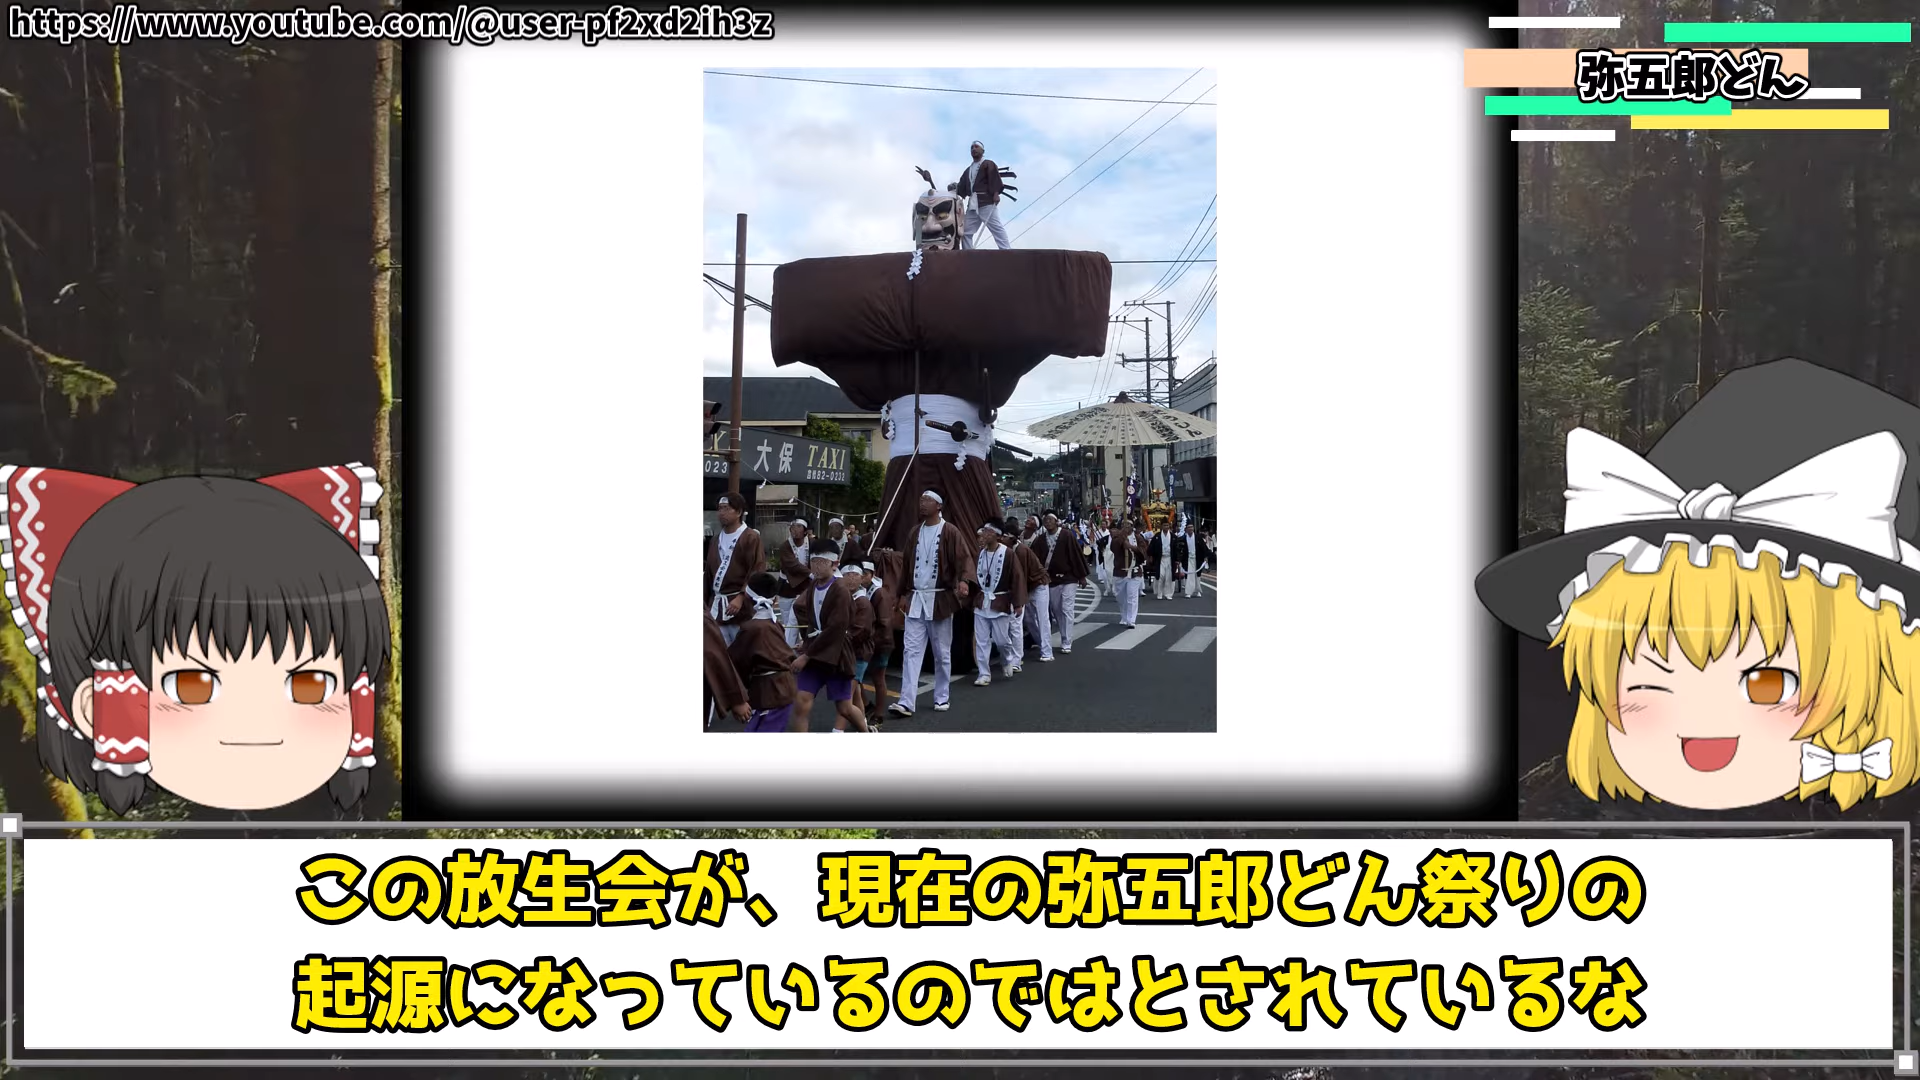 https://www.youtube.com/@user-pf2xd2ih3z
弥五郎どん
大保 TAXI
023
この放生会が、現在の弥五郎どん祭りの
起源になっているのではとされているな